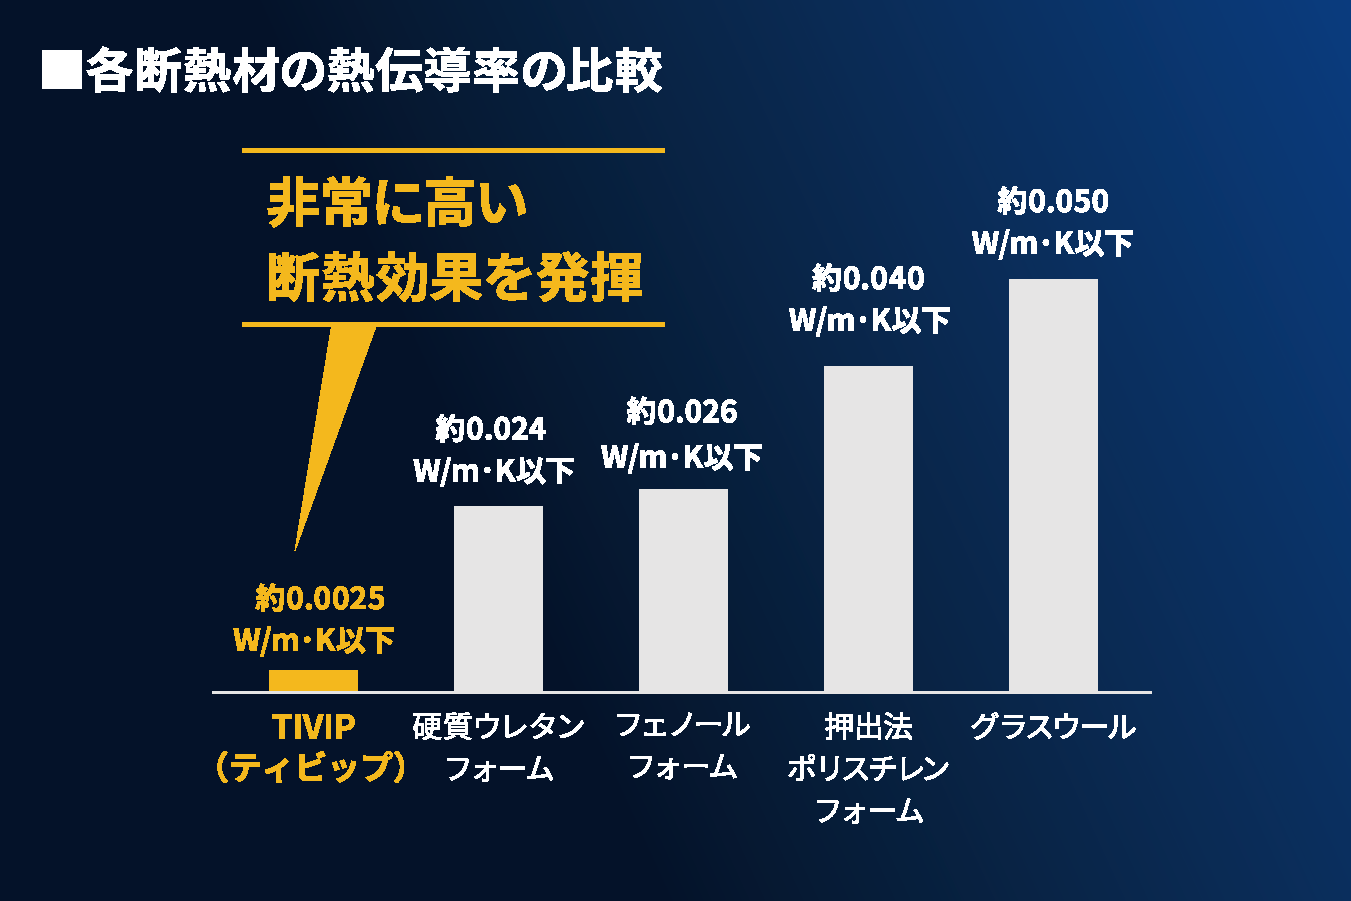 ■各断熱材の熱伝導率の比較
非常に高い
断熱効果を発揮
約0.0025
W/m・K以下
約0.024
W/m・K以下
約0.026
W/m・K以下
約0.040
W/m・K以下
約0.050
W/m・K以下
TIVIP
（ティビップ）
硬質ウレタン
フォーム
フェノール
フォーム
押出法
ポリスチレン
フォーム
グラスウール